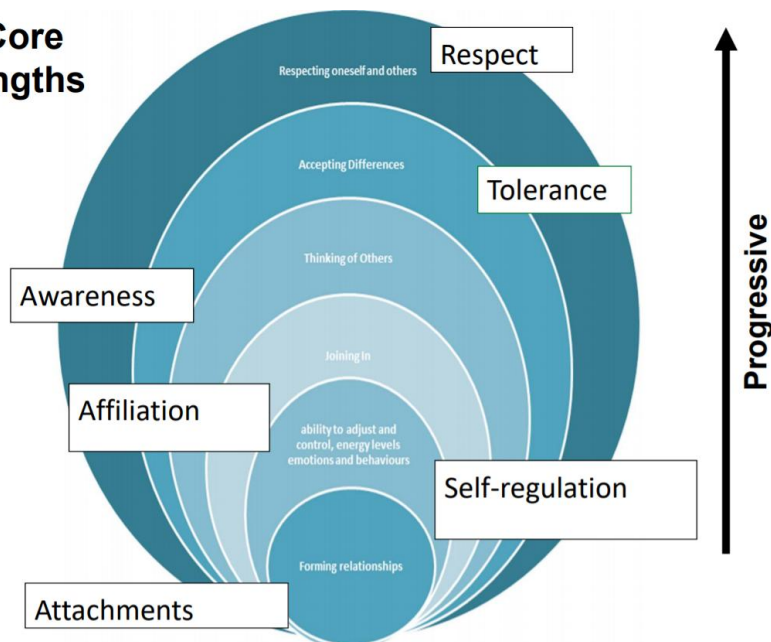 Core
ngths
Respect
Respecting oneself and others
Accepting Differences
Tolerance
Thinking of Others
Awareness
Joining In
Affiliation
ability to adjust and
control, energy levels
emotions and behaviours
Self-regulation
Forming relationships
Attachments
Progressive